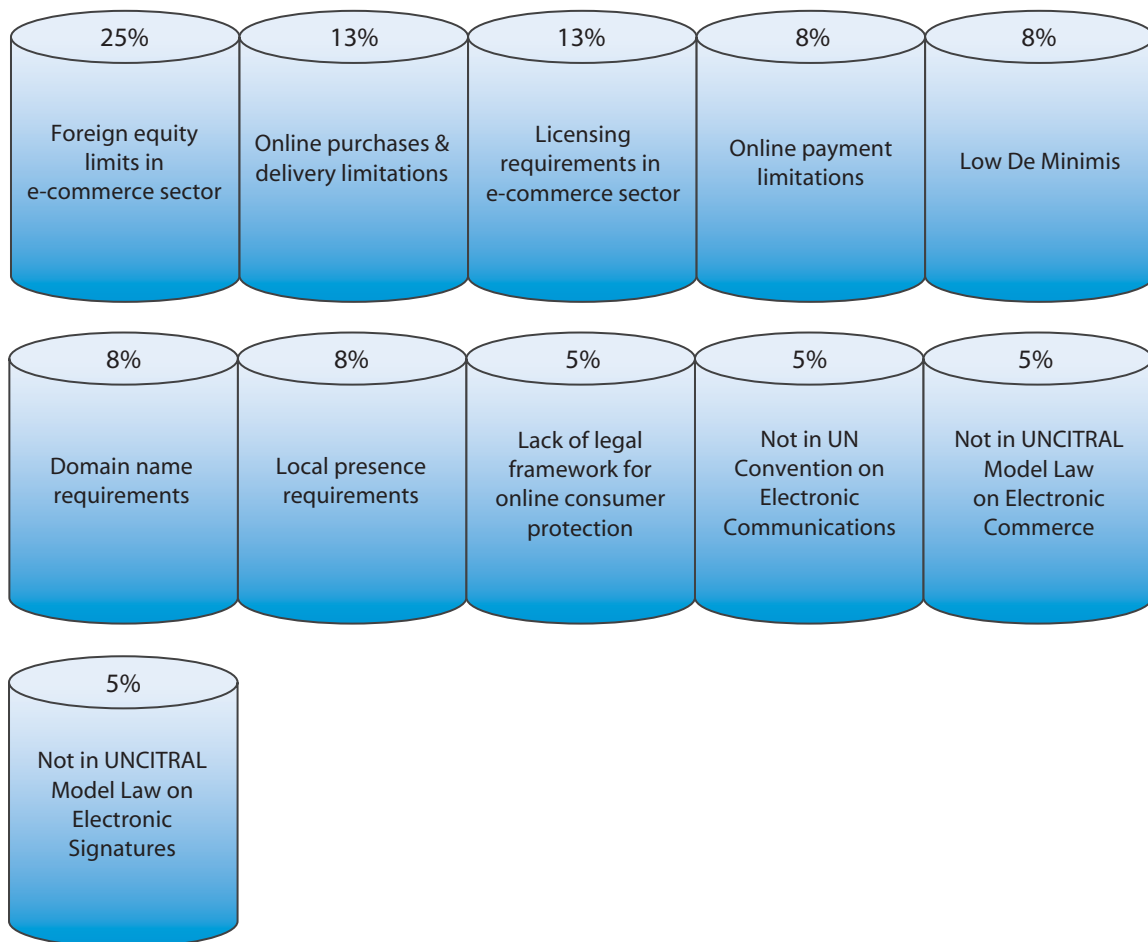 25%
Foreign equity
limits in
e-commerce sector
13%
Online purchases &
delivery limitations
13%
Licensing
requirements in
e-commerce sector
8%
Online payment
limitations
8%
Low De Minimis
8%
Domain name
requirements
8%
Local presence
requirements
5%
Lack of legal
framework for
online consumer
protection
5%
Not in UN
Convention on
Electronic
Communications
5%
Not in UNCITRAL
Model Law
on Electronic
Commerce
5%
Not in UNCITRAL
Model Law on
Electronic
Signatures